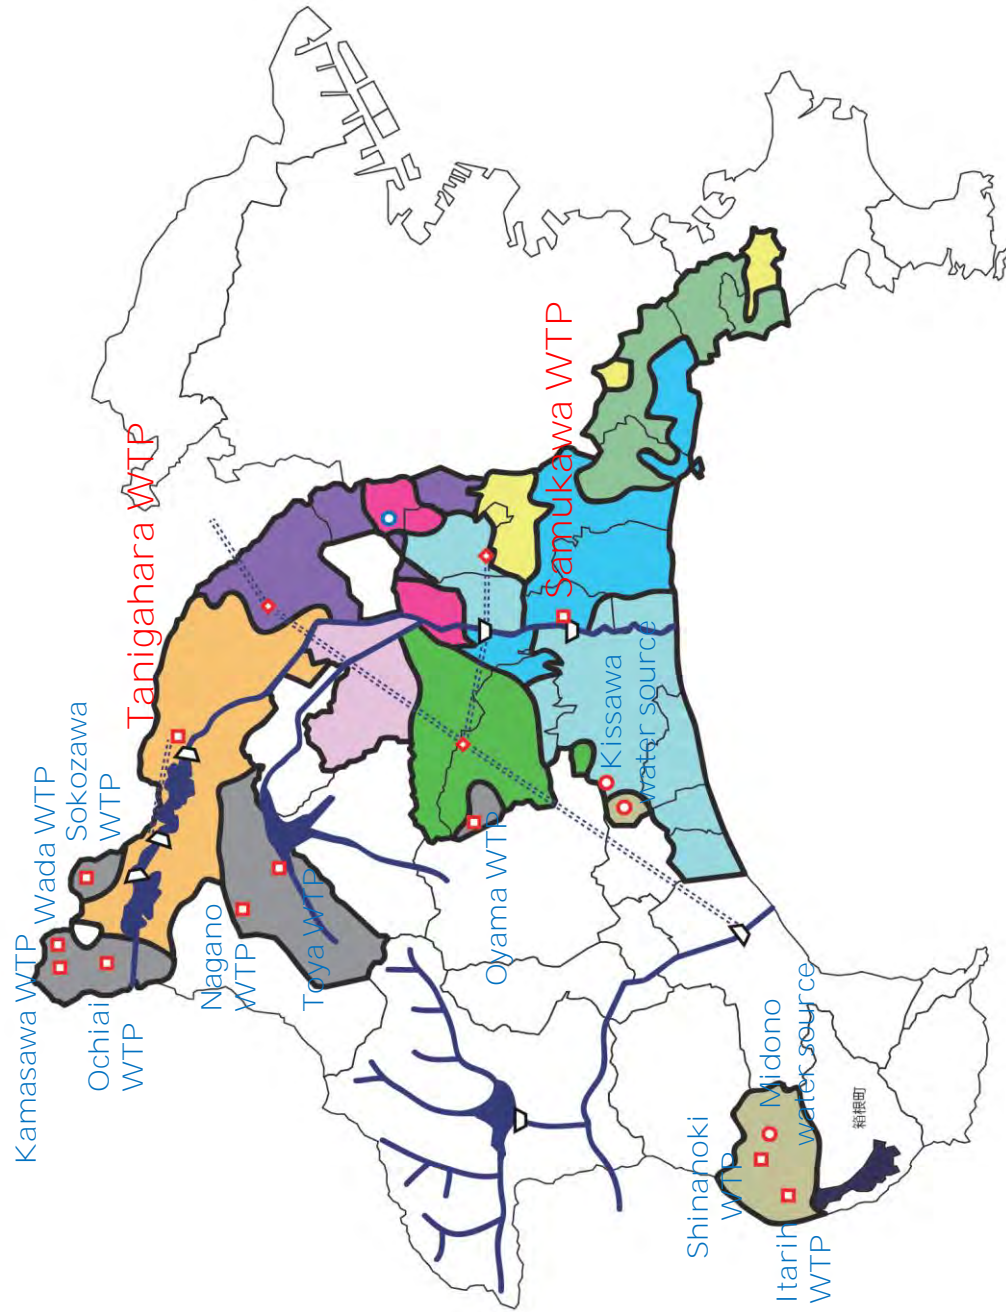 Kamasawa WTP
Wada WTP
Sokozawa
WTP
Ochiai
WTP
Tanigahara WTP
Nagano
WTP
Toya WTP
Oyama WTP
Samukawa WTP
Kissawa
water source
Shinanoki
WTP
Midono
water source
Itarih
WTP
箱根町